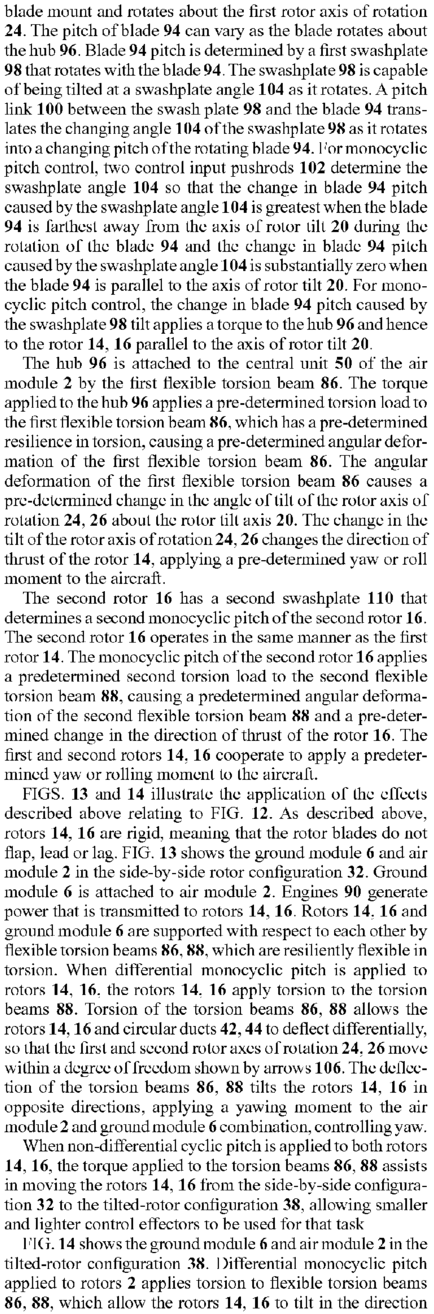 blade mount and rotates about the first rotor axis of rotation
24. The pitch of blade 94 can vary as the blade rotates about
the hub 96. Blade 94 pitch is determined by a first swashplate
98 that rotates with the blade 94. The swashplate 98 is capable
of being tilted at a swashplate angle 104 as it rotates. A pitch
link 100 between the swash plate 98 and the blade 94 trans-
lates the changing angle 104 of the swashplate 98 as it rotates
into a changing pitch of the rotating blade 94. For monocyclic
pitch control, two control input pushrods 102 determine the
swashplate angle 104 so that the change in blade 94 pitch
caused by the swashplate angle 104 is greatest when the blade
94 is farthest away from the axis of rotor tilt 20 during the
rotation of the blade 94 and the change in blade 94 pitch
caused by the swashplate angle 104 is substantially zero when
the blade 94 is parallel to the axis of rotor tilt 20. For mono-
cyclic pitch control, the change in blade 94 pitch caused by
the swashplate 98 tilt applies a torque to the hub 96 and hence
to the rotor 14, 16 parallel to the axis of rotor tilt 20.
The hub 96 is attached to the central unit 50 of the air
module 2 by the first flexible torsion beam 86. The torque
applied to the hub 96 applies a pre-determined torsion load to
the first flexible torsion beam 86, which has a pre-determined
resilience in torsion, causing a pre-determined angular defor-
mation of the first flexible torsion beam 86. The angular
deformation of the first flexible torsion beam 86 causes a
pre-determined change in the angle of tilt of the rotor axis of
rotation 24, 26 about the rotor tilt axis 20. The change in the
tilt of the rotor axis of rotation 24, 26 changes the direction of
thrust of the rotor 14, applying a pre-determined yaw or roll
moment to the aircraft.
The second rotor 16 has a second swashplate 110 that
determines a second monocyclic pitch of the second rotor 16.
The second rotor 16 operates in the same manner as the first
rotor 14. The monocyclic pitch of the second rotor 16 applies
a predetermined second torsion load to the second flexible
torsion beam 88, causing a predetermined angular deforma-
tion of the second flexible torsion beam 88 and a pre-deter-
mined change in the direction of thrust of the rotor 16. The
first and second rotors 14, 16 cooperate to apply a predeter-
mined yaw or rolling moment to the aircraft.
FIGS. 13 and 14 illustrate the application of the effects
described above relating to FIG. 12. As described above,
rotors 14, 16 are rigid, meaning that the rotor blades do not
flap, lead or lag. FIG. 13 shows the ground module 6 and air
module 2 in the side-by-side rotor configuration 32. Ground
module 6 is attached to air module 2. Engines 90 generate
power that is transmitted to rotors 14, 16. Rotors 14, 16 and
ground module 6 are supported with respect to each other by
flexible torsion beams 86, 88, which are resiliently flexible in
torsion. When differential monocyclic pitch is applied to
rotors 14, 16, the rotors 14, 16 apply torsion to the torsion
beams 88. Torsion of the torsion beams 86, 88 allows the
rotors 14, 16 and circular ducts 42, 44 to deflect differentially,
so that the first and second rotor axes of rotation 24, 26 move
within a degree of freedom shown by arrows 106. The deflec-
tion of the torsion beams 86, 88 tilts the rotors 14, 16 in
opposite directions, applying a yawing moment to the air
module 2 and ground module 6 combination, controlling yaw.
When non-differential cyclic pitch is applied to both rotors
14, 16, the torque applied to the torsion beams 86, 88 assists
in moving the rotors 14, 16 from the side-by-side configura-
tion 32 to the tilted-rotor configuration 38, allowing smaller
and lighter control effectors to be used for that task
FIG. 14 shows the ground module 6 and air module 2 in the
tilted-rotor configuration 38. Differential monocyclic pitch
applied to rotors 2 applies torsion to flexible torsion beams
86, 88, which allow the rotors 14, 16 to tilt in the direction